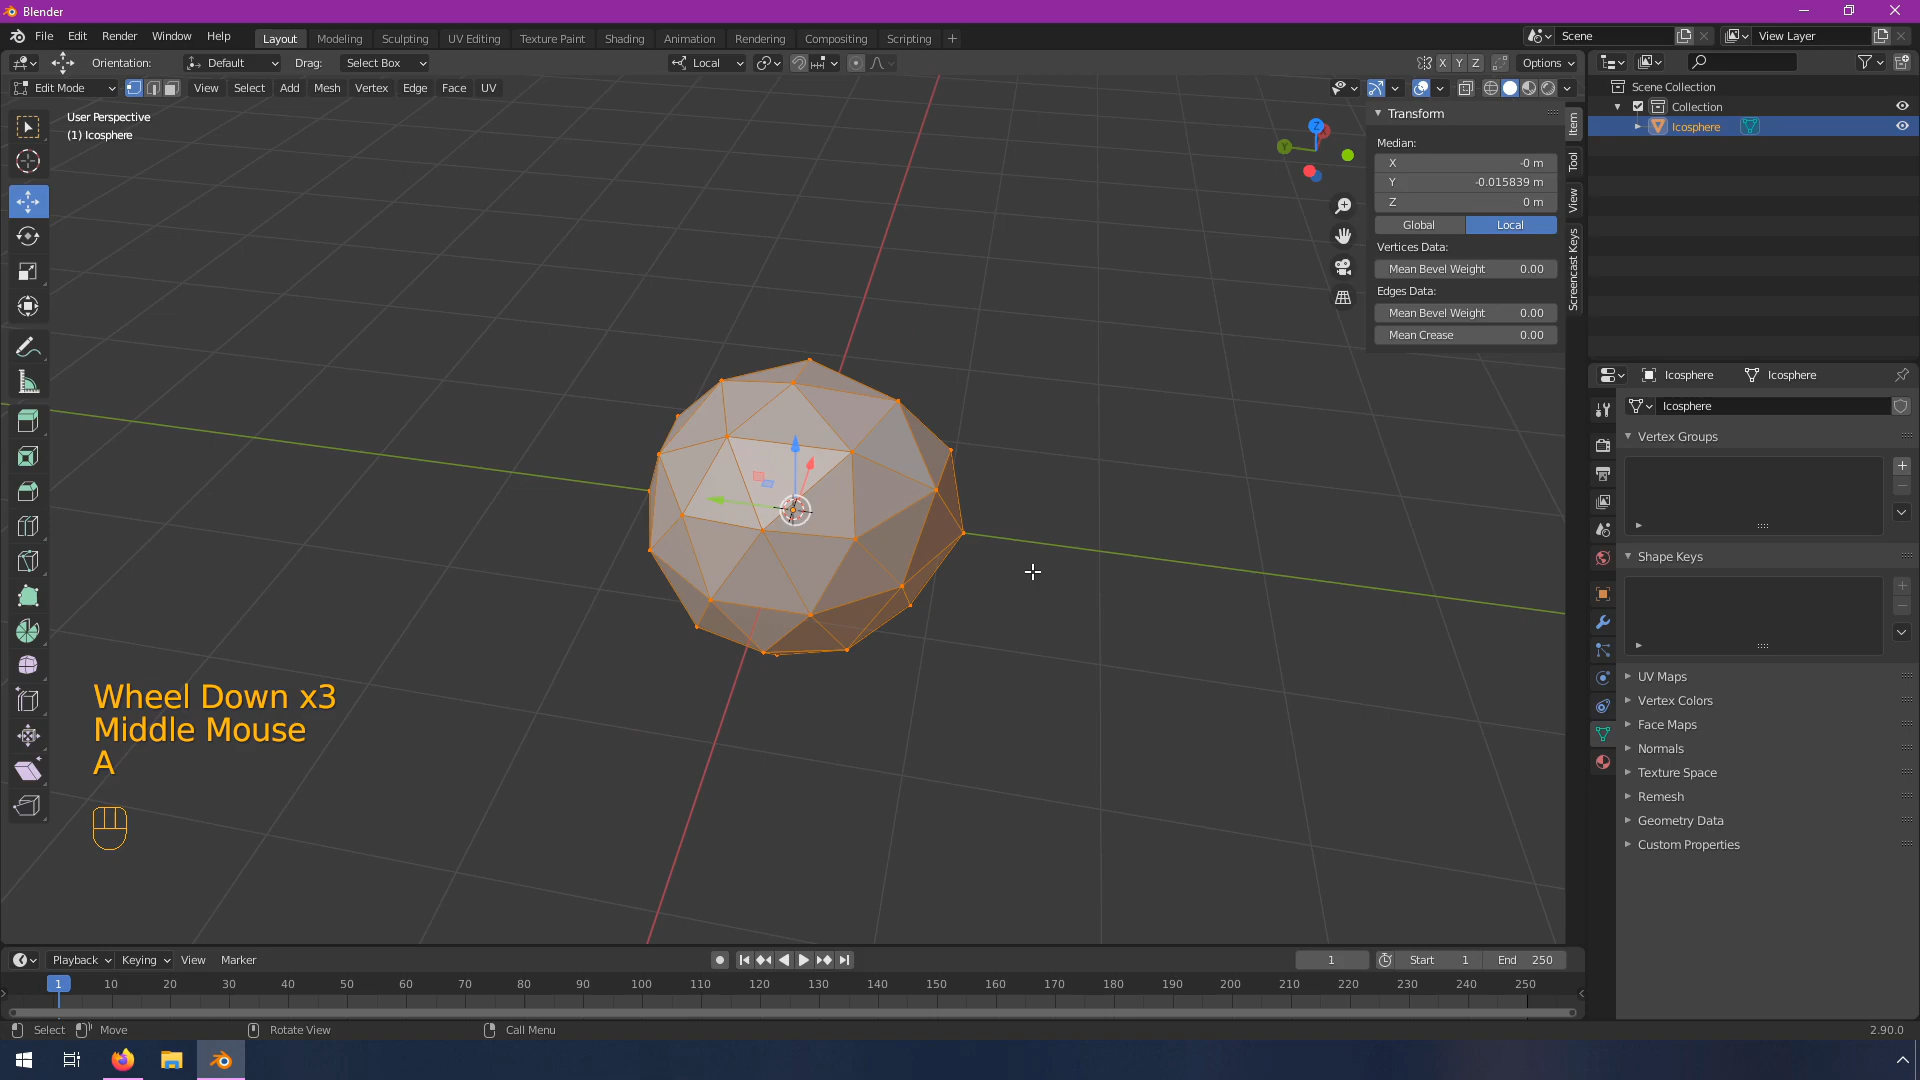 Blender
File Edit Render Window Help
Layout Modeling Sculpting UV Editing Texture Paint Shading Animation Rendering Compositing Scripting
Scene
View Layer
Orientation: Default Drag: Select Box
Local
X Y Z Options
Edit Mode
View Select Add Mesh Vertex Edge Face UV
User Perspective
(1) Icosphere
Z
Y
Transform
Median:
X -0 m
Y -0.015839 m
Z 0 m
Global Local
Vertices Data:
Mean Bevel Weight 0.00
Edges Data:
Mean Bevel Weight 0.00
Mean Crease 0.00
Item
Tool
View
Screencast Keys
Scene Collection
Collection
Icosphere
Icosphere Icosphere
Icosphere
Vertex Groups
Shape Keys
UV Maps
Vertex Colors
Face Maps
Normals
Texture Space
Remesh
Geometry Data
Custom Properties
Wheel Down x3
Middle Mouse
A
Playback Keying View Marker
1 Start 1 End 250
1 10 20 30 40 50 60 70 80 90 100 110 120 130 140 150 160 170 180 190 200 210 220 230 240 250
Select Move Rotate View Call Menu 2.90.0